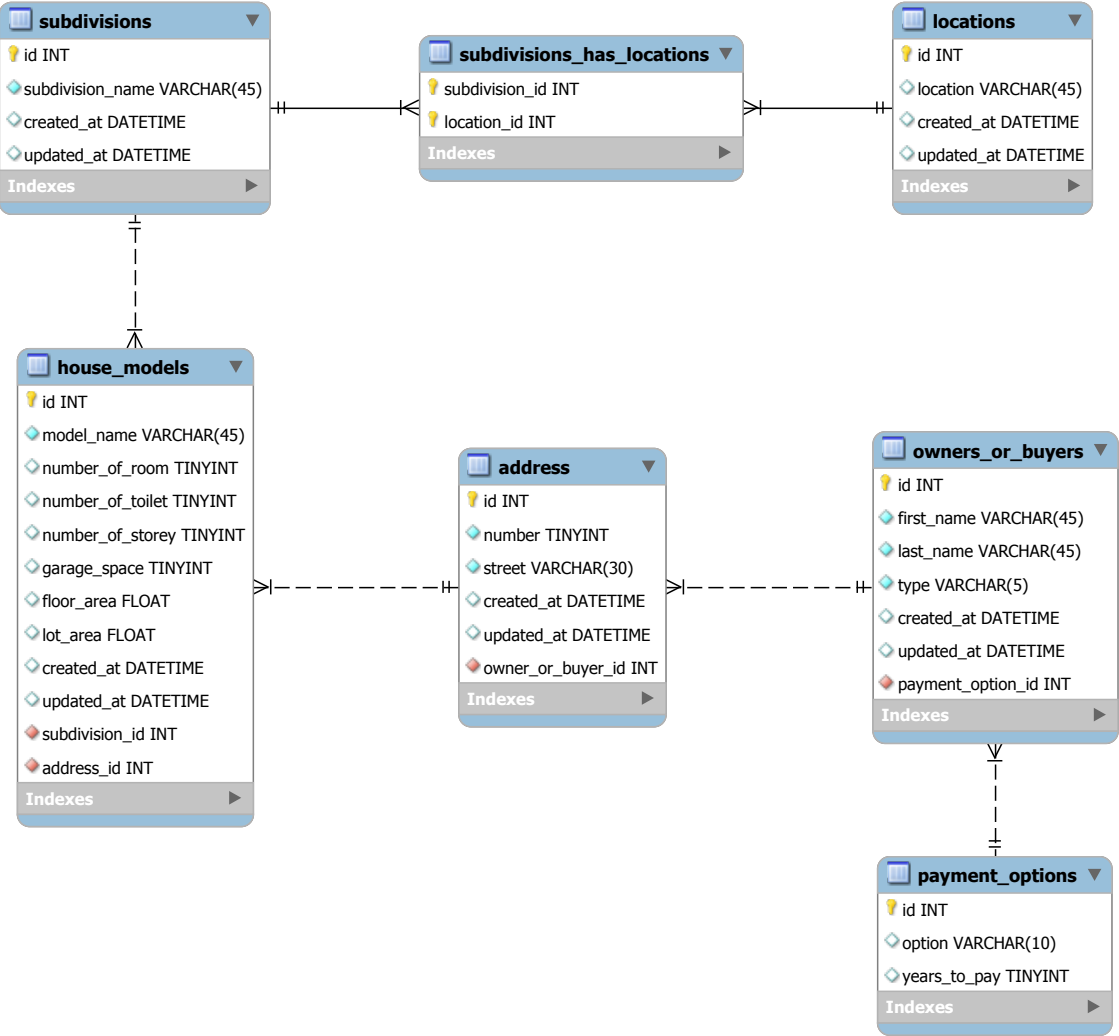 subdivisions
id INT
subdivision_name VARCHAR(45)
created_at DATETIME
updated_at DATETIME
Indexes
subdivisions_has_locations
subdivision_id INT
location_id INT
Indexes
locations
id INT
location VARCHAR(45)
created_at DATETIME
updated_at DATETIME
Indexes
house_models
id INT
model_name VARCHAR(45)
number_of_room TINYINT
number_of_toilet TINYINT
number_of_storey TINYINT
garage_space TINYINT
floor_area FLOAT
lot_area FLOAT
created_at DATETIME
updated_at DATETIME
subdivision_id INT
address_id INT
Indexes
address
id INT
number TINYINT
street VARCHAR(30)
created_at DATETIME
updated_at DATETIME
owner_or_buyer_id INT
Indexes
owners_or_buyers
id INT
first_name VARCHAR(45)
last_name VARCHAR(45)
type VARCHAR(5)
created_at DATETIME
updated_at DATETIME
payment_option_id INT
Indexes
payment_options
id INT
option VARCHAR(10)
years_to_pay TINYINT
Indexes